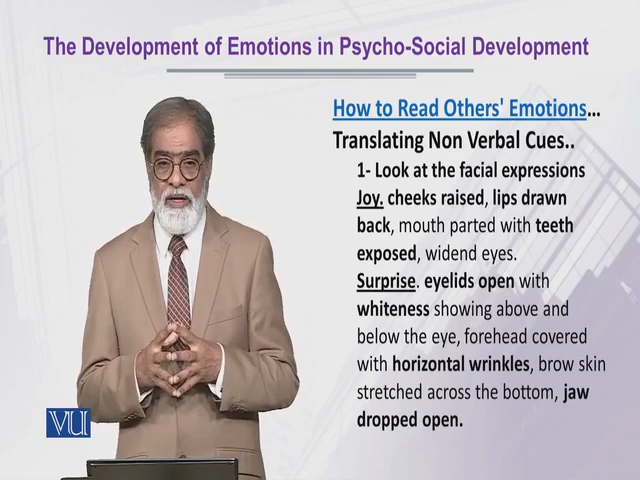 The Development of Emotions in Psycho-Social Development
How to Read Others' Emotions...
Translating Non Verbal Cues..
1- Look at the facial expressions
Joy. cheeks raised, lips drawn
back, mouth parted with teeth
exposed, widend eyes.
Surprise. eyelids open with
whiteness showing above and
below the eye, forehead covered
with horizontal wrinkles, brow skin
stretched across the bottom, jaw
dropped open.
VU